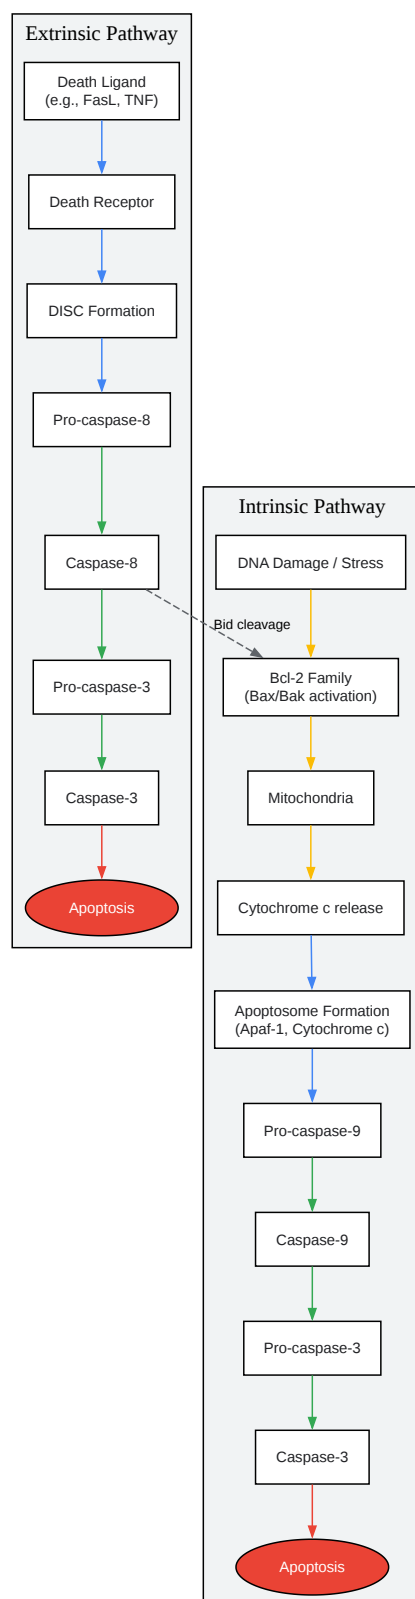 Extrinsic Pathway
Death Ligand
(e.g., FasL, TNF)
Death Receptor
DISC Formation
Pro-caspase-8
Caspase-8
Pro-caspase-3
Caspase-3
Apoptosis
Bid cleavage
Intrinsic Pathway
DNA Damage / Stress
Bcl-2 Family
(Bax/Bak activation)
Mitochondria
Cytochrome c release
Apoptosome Formation
(Apaf-1, Cytochrome c)
Pro-caspase-9
Caspase-9
Pro-caspase-3
Caspase-3
Apoptosis